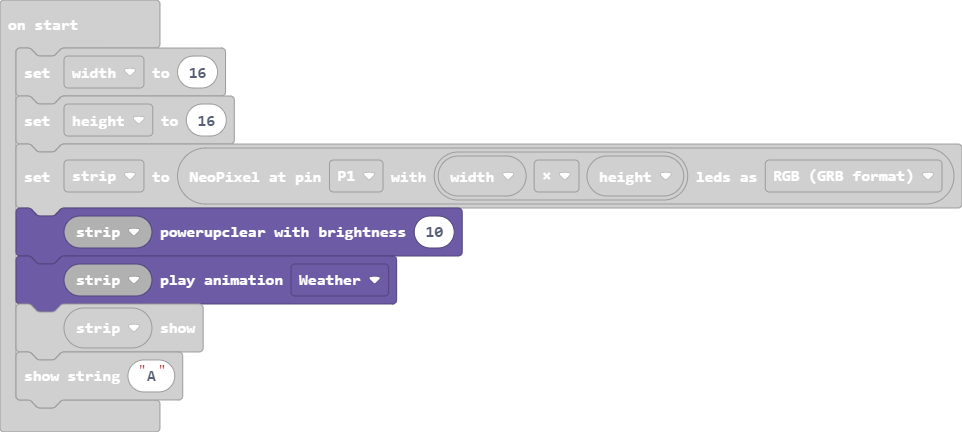 on start
set width to 16
set height to 16
set strip to NeoPixel at pin P1 with width × height leds as RGB (GRB format)
strip powerupclear with brightness 10
strip play animation Weather
strip show
show string "A"